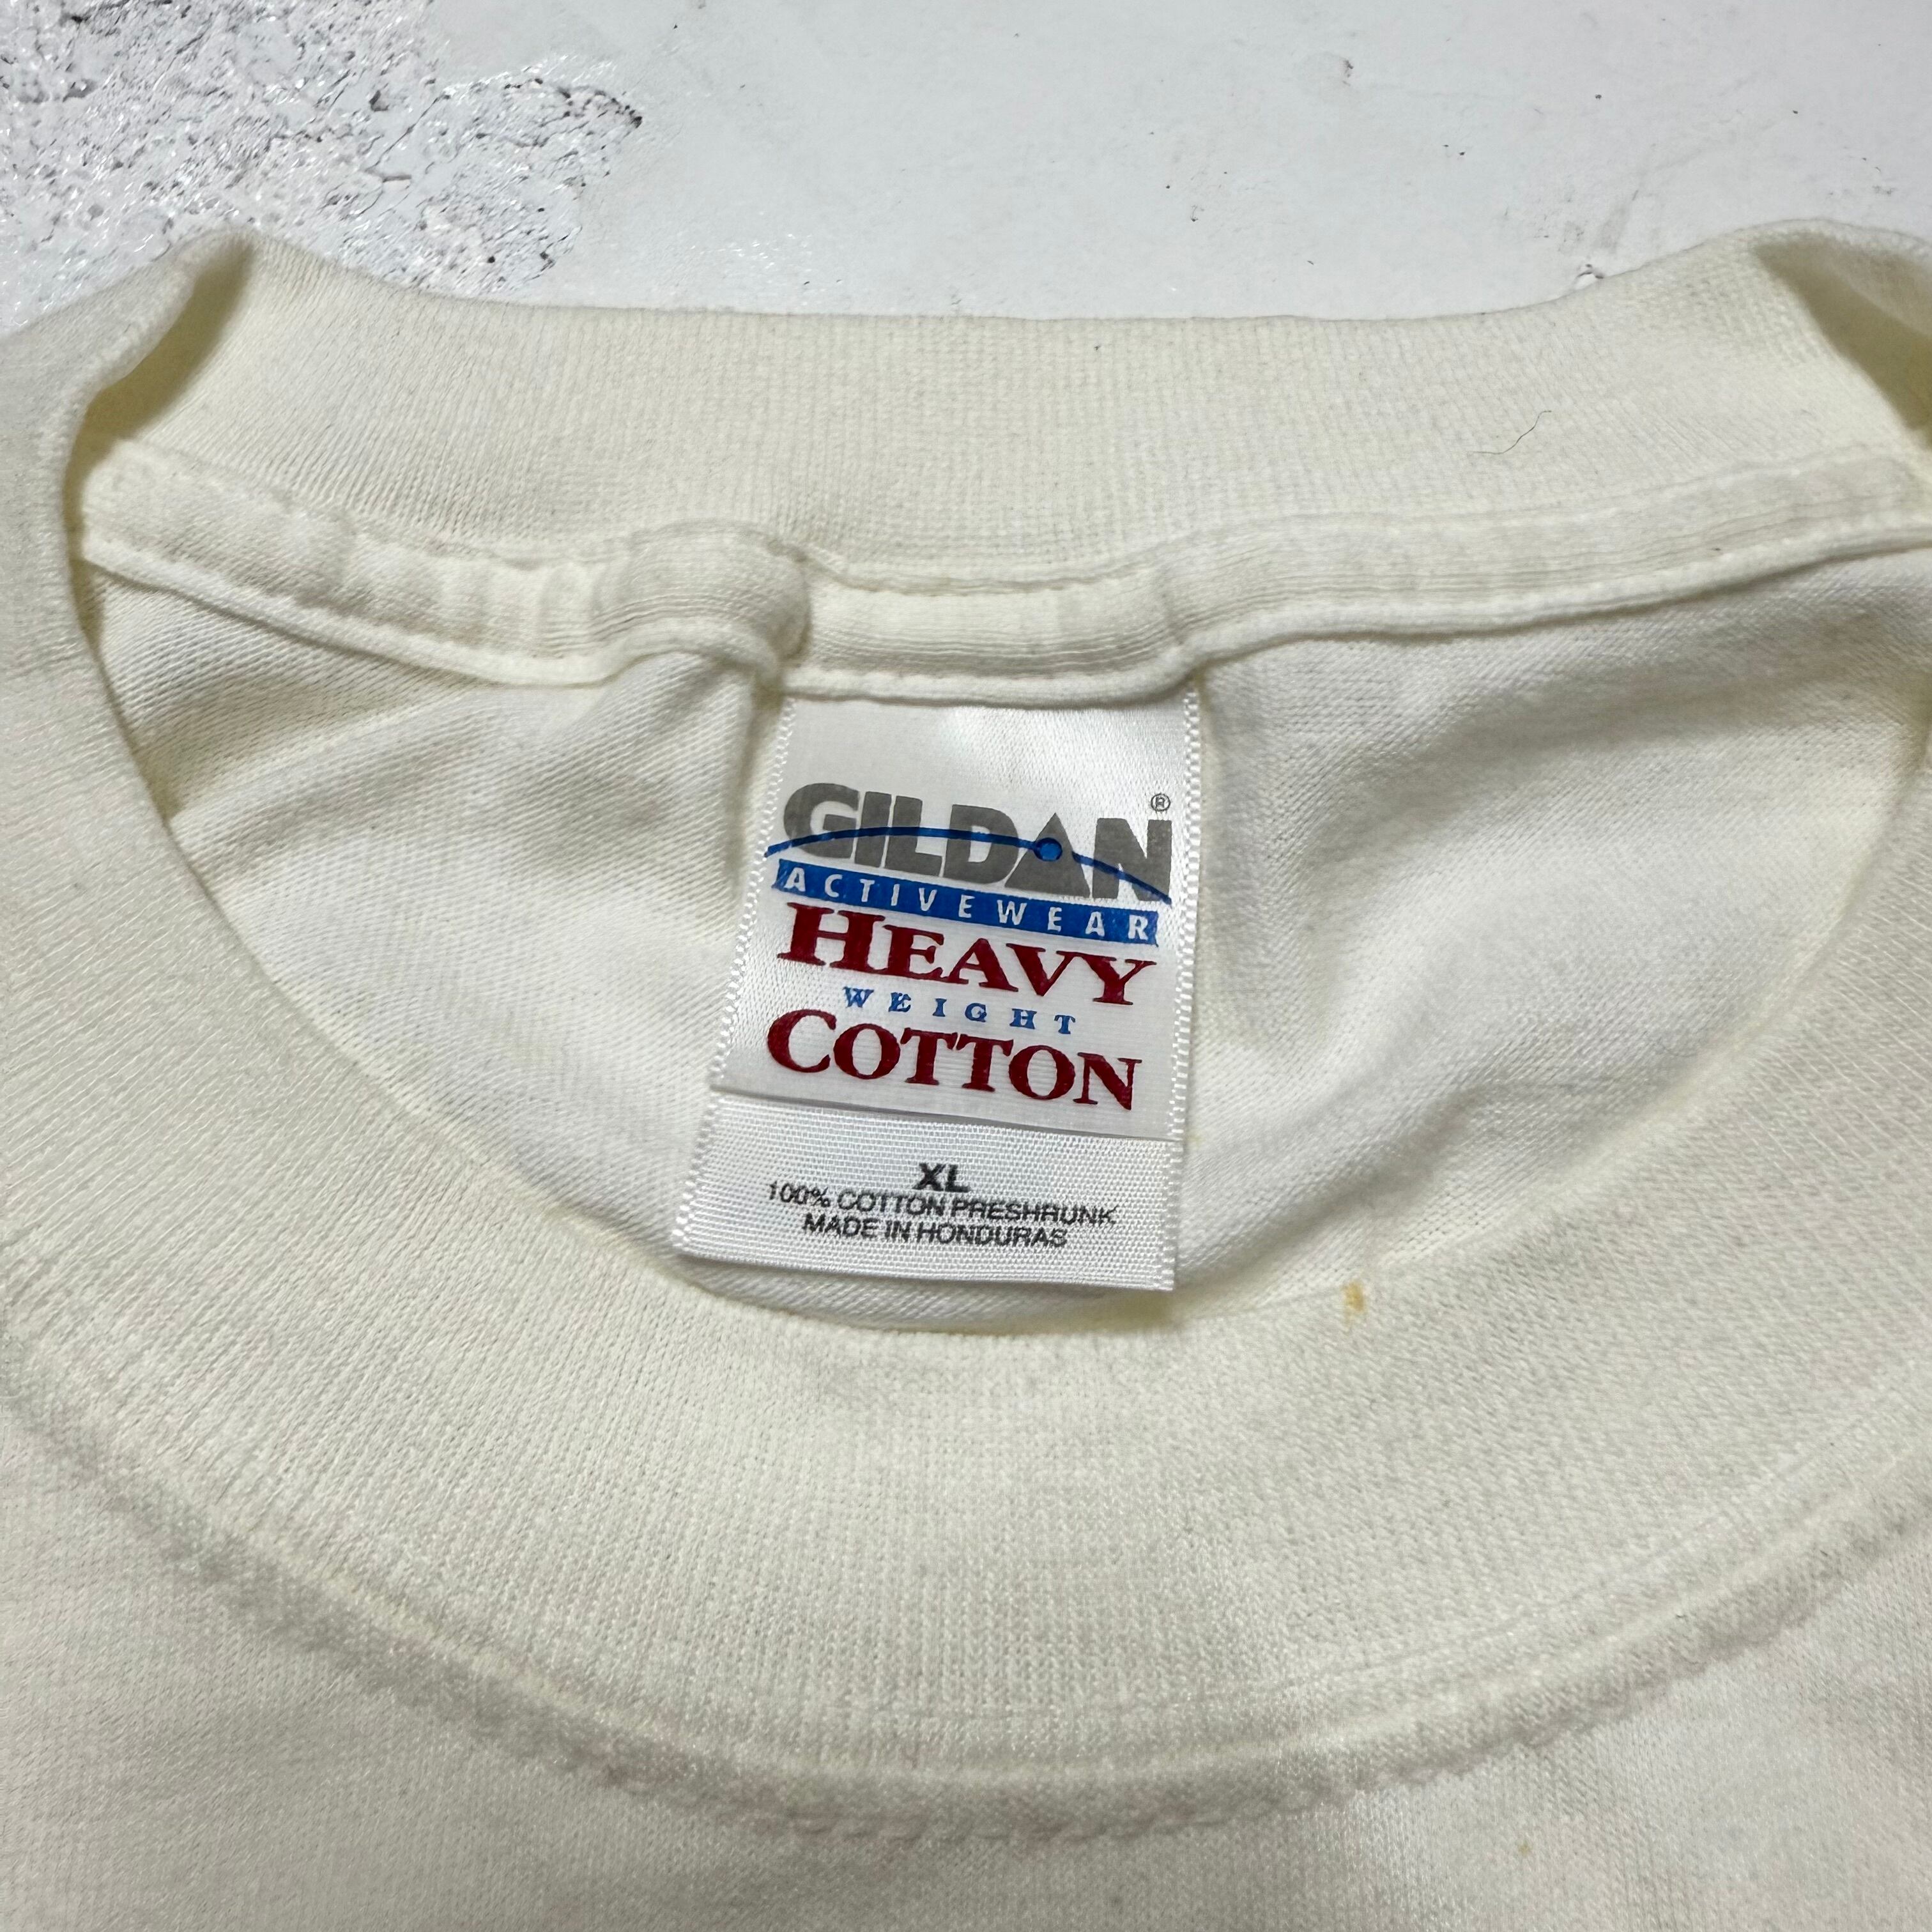 GILDAN®
ACTIVEWEAR
HEAVY
WEIGHT
COTTON
XL
100% COTTON PRESHRUNK
MADE IN HONDURAS